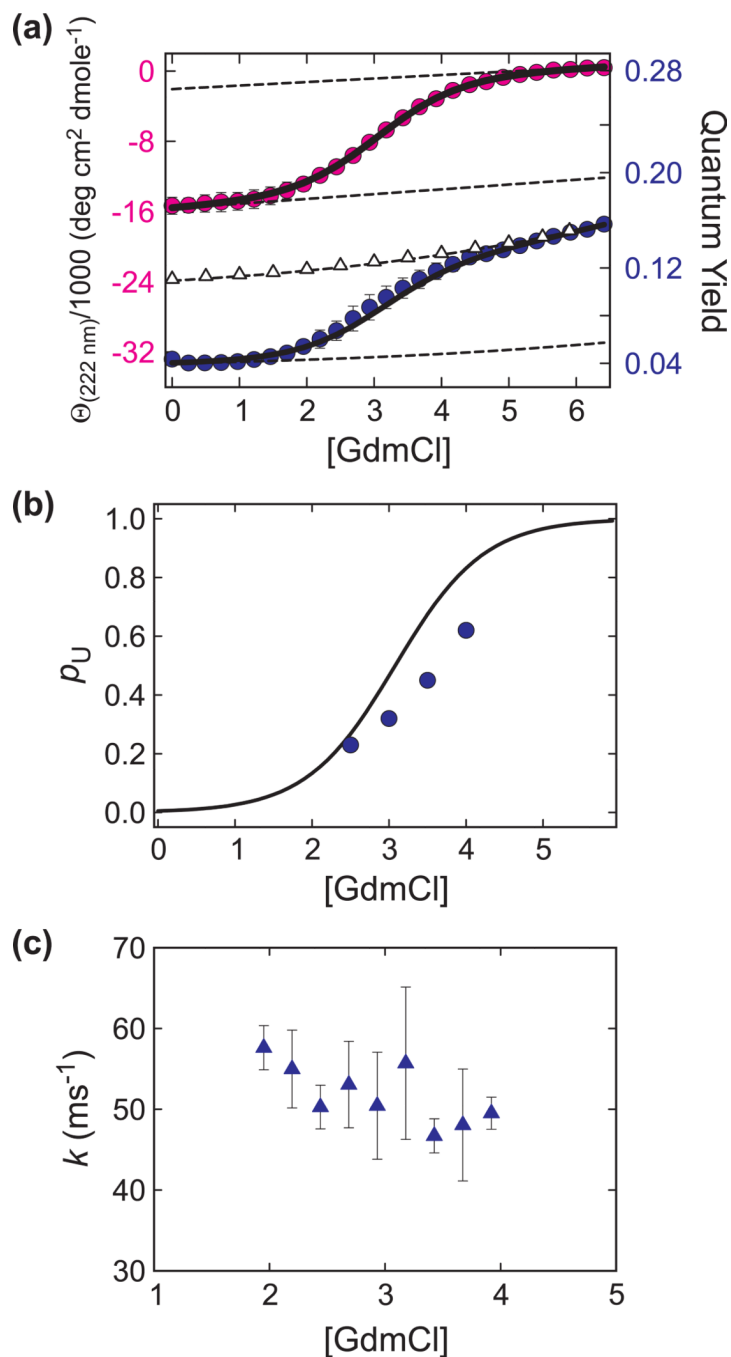 (a)
0
-8
-16
-24
-32
Θ(222 nm)/1000 (deg cm2 dmole-1)
0.28
0.20
0.12
0.04
Quantum Yield
0 1 2 3 4 5 6
[GdmCl]
(b)
1.0
0.8
0.6
0.4
0.2
0.0
pU
0 1 2 3 4 5
[GdmCl]
(c)
70
60
50
40
30
k (ms-1)
1 2 3 4 5
[GdmCl]